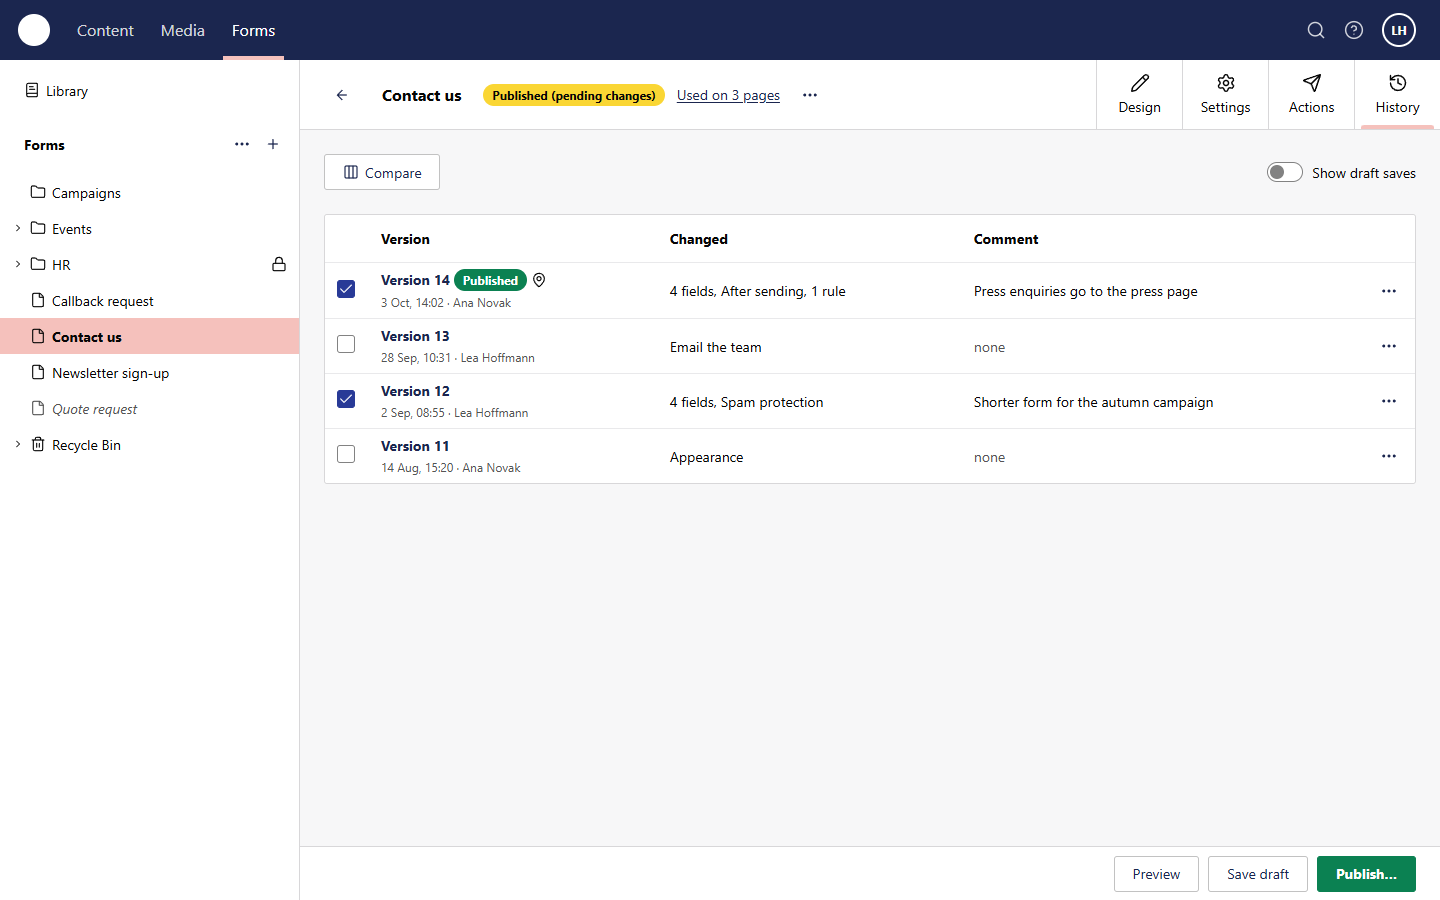 Content Media Forms
LH
Library
Forms
Campaigns
Events
HR
Callback request
Contact us
Newsletter sign-up
Quote request
Recycle Bin
Contact us Published (pending changes) Used on 3 pages
Design Settings Actions History
Compare
Show draft saves
Version Changed Comment
Version 14 Published
3 Oct, 14:02 · Ana Novak
4 fields, After sending, 1 rule
Press enquiries go to the press page
Version 13
28 Sep, 10:31 · Lea Hoffmann
Email the team
none
Version 12
2 Sep, 08:55 · Lea Hoffmann
4 fields, Spam protection
Shorter form for the autumn campaign
Version 11
14 Aug, 15:20 · Ana Novak
Appearance
none
Preview Save draft Publish...